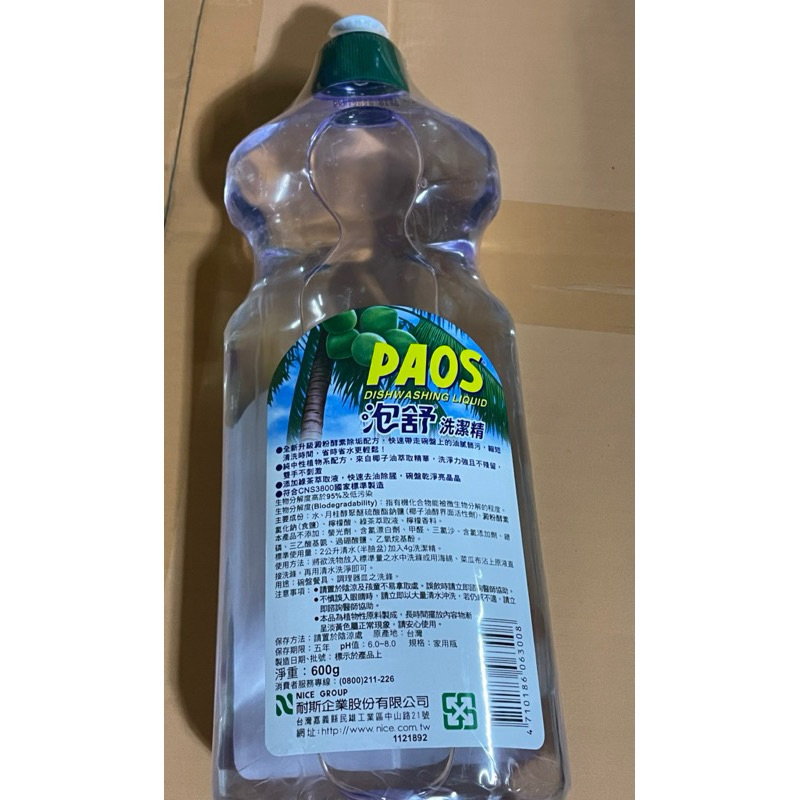 PAOS
DISHWASHING LIQUID
泡舒 洗潔精
●全新升級澱粉酵素除垢配方，快速帶走碗盤上的油膩髒污，縮短
清洗時間，省時省水更輕鬆！
●純中性植物系配方，來自椰子油萃取精華，洗淨力強且不殘留，
雙手不刺激
●添加綠茶萃取液，快速去油除腥，碗盤乾淨亮晶晶
●符合CNS3800國家標準製造
生物分解度高於95%及低污染
生物分解度(Biodegradability)：指有機化合物能被微生物分解的程度。
主要成份：水、月桂醇聚醚硫酸酯鈉鹽(椰子油醇界面活性劑)、澱粉酵素
氯化鈉(食鹽)、檸檬酸、綠茶萃取液、檸檬香料。
本產品不添加：螢光劑、含氯漂白劑、甲醛、三氯沙、含氯添加劑、總
磷、三乙酸基氨、過硼酸鹽、乙氧烷基酚。
標準使用量：2公升清水(半臉盆)加入4g洗潔精。
使用方法：將欲洗物放入標準量之水中洗滌或用海綿、菜瓜布沾上原液直
接洗滌，再用清水洗淨即可。
用途：碗盤餐具、調理器皿之洗滌。
注意事項：●請置於陰涼及孩童不易拿取處。誤飲時請立即諮詢醫師協助。
●不慎誤入眼睛時，請立即以大量清水沖洗，若仍感不適，請立
即諮詢醫師協助。
●本品為植物性原料製成，長時間擺放內容物漸
呈淡黃色屬正常現象，請安心使用。
保存方法：請置於陰涼處 原產地：台灣
保存期限：五年 pH值：6.0~8.0 規格：家用瓶
製造日期、批號：標示於產品上
淨重：600g
消費者服務專線：(0800)211-226
NICE GROUP
耐斯企業股份有限公司
台灣嘉義縣民雄工業區中山路21號
網址:http://www.nice.com.tw
1121892
4 710186 063008